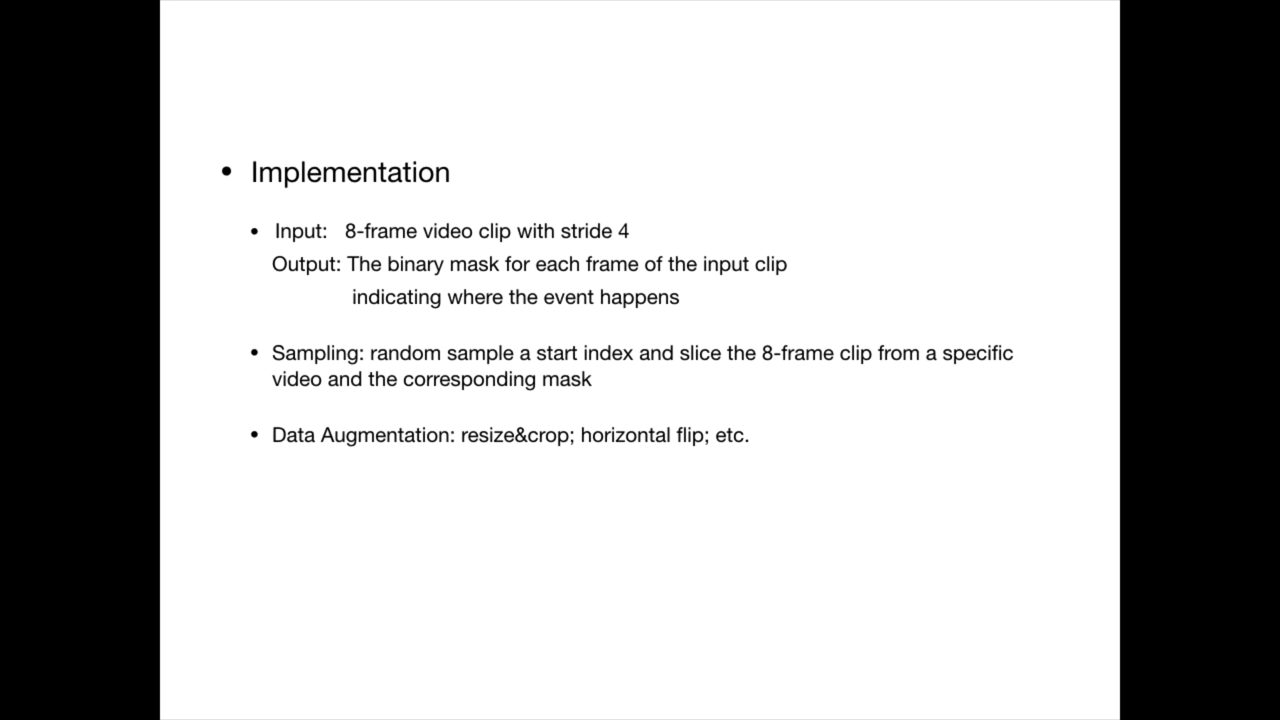 • Implementation
• Input: 8-frame video clip with stride 4
Output: The binary mask for each frame of the input clip
indicating where the event happens
• Sampling: random sample a start index and slice the 8-frame clip from a specific
video and the corresponding mask
• Data Augmentation: resize&crop; horizontal flip; etc.